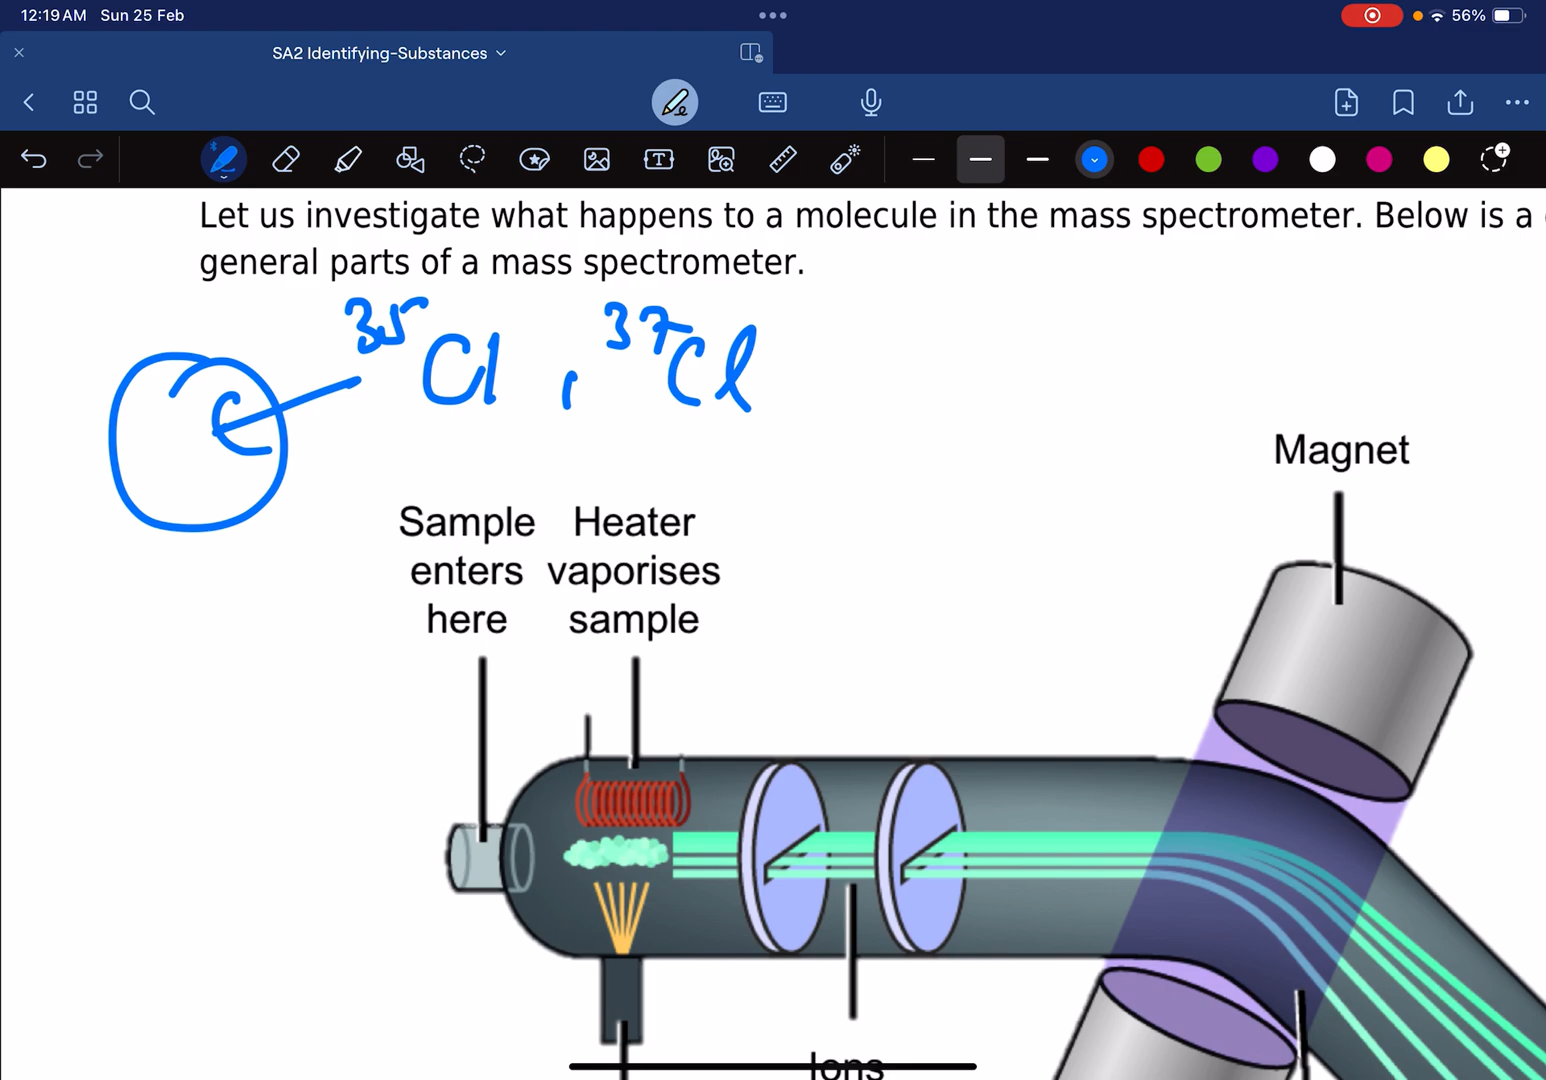 12:19 AM Sun 25 Feb
56%
SA2 Identifying-Substances
Let us investigate what happens to a molecule in the mass spectrometer. Below is a
general parts of a mass spectrometer.
35Cl , 37Cl
C
Magnet
Sample
enters
here
Heater
vaporises
sample
Ions